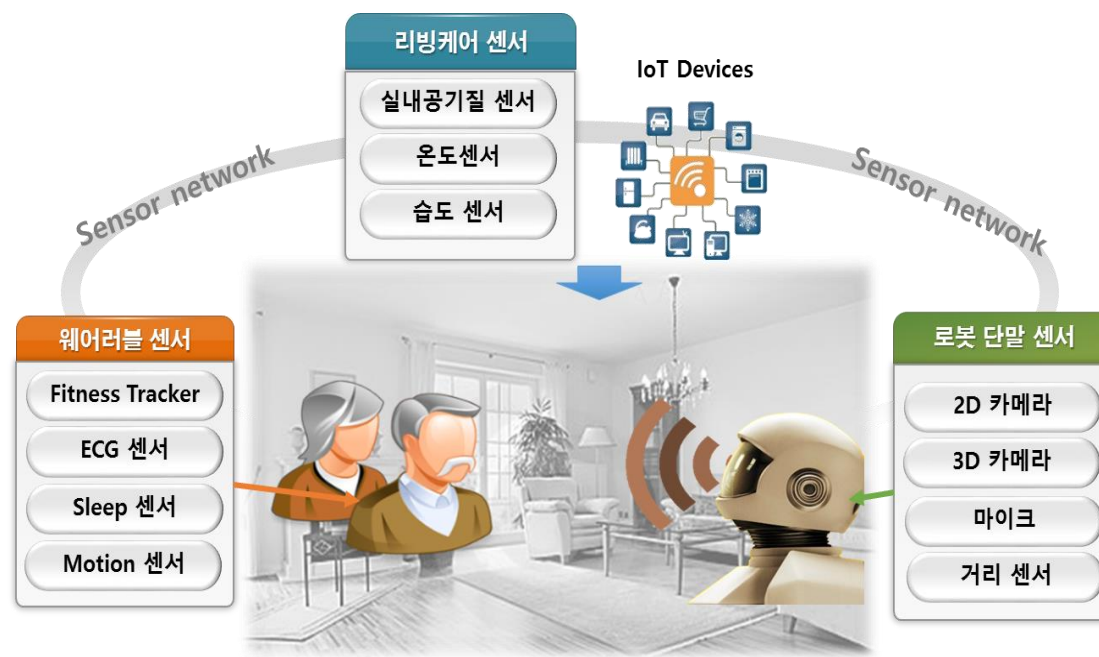 리빙케어 센서
실내공기질 센서
온도센서
습도 센서
IoT Devices
Sensor network
Sensor network
웨어러블 센서
Fitness Tracker
ECG 센서
Sleep 센서
Motion 센서
로봇 단말 센서
2D 카메라
3D 카메라
마이크
거리 센서